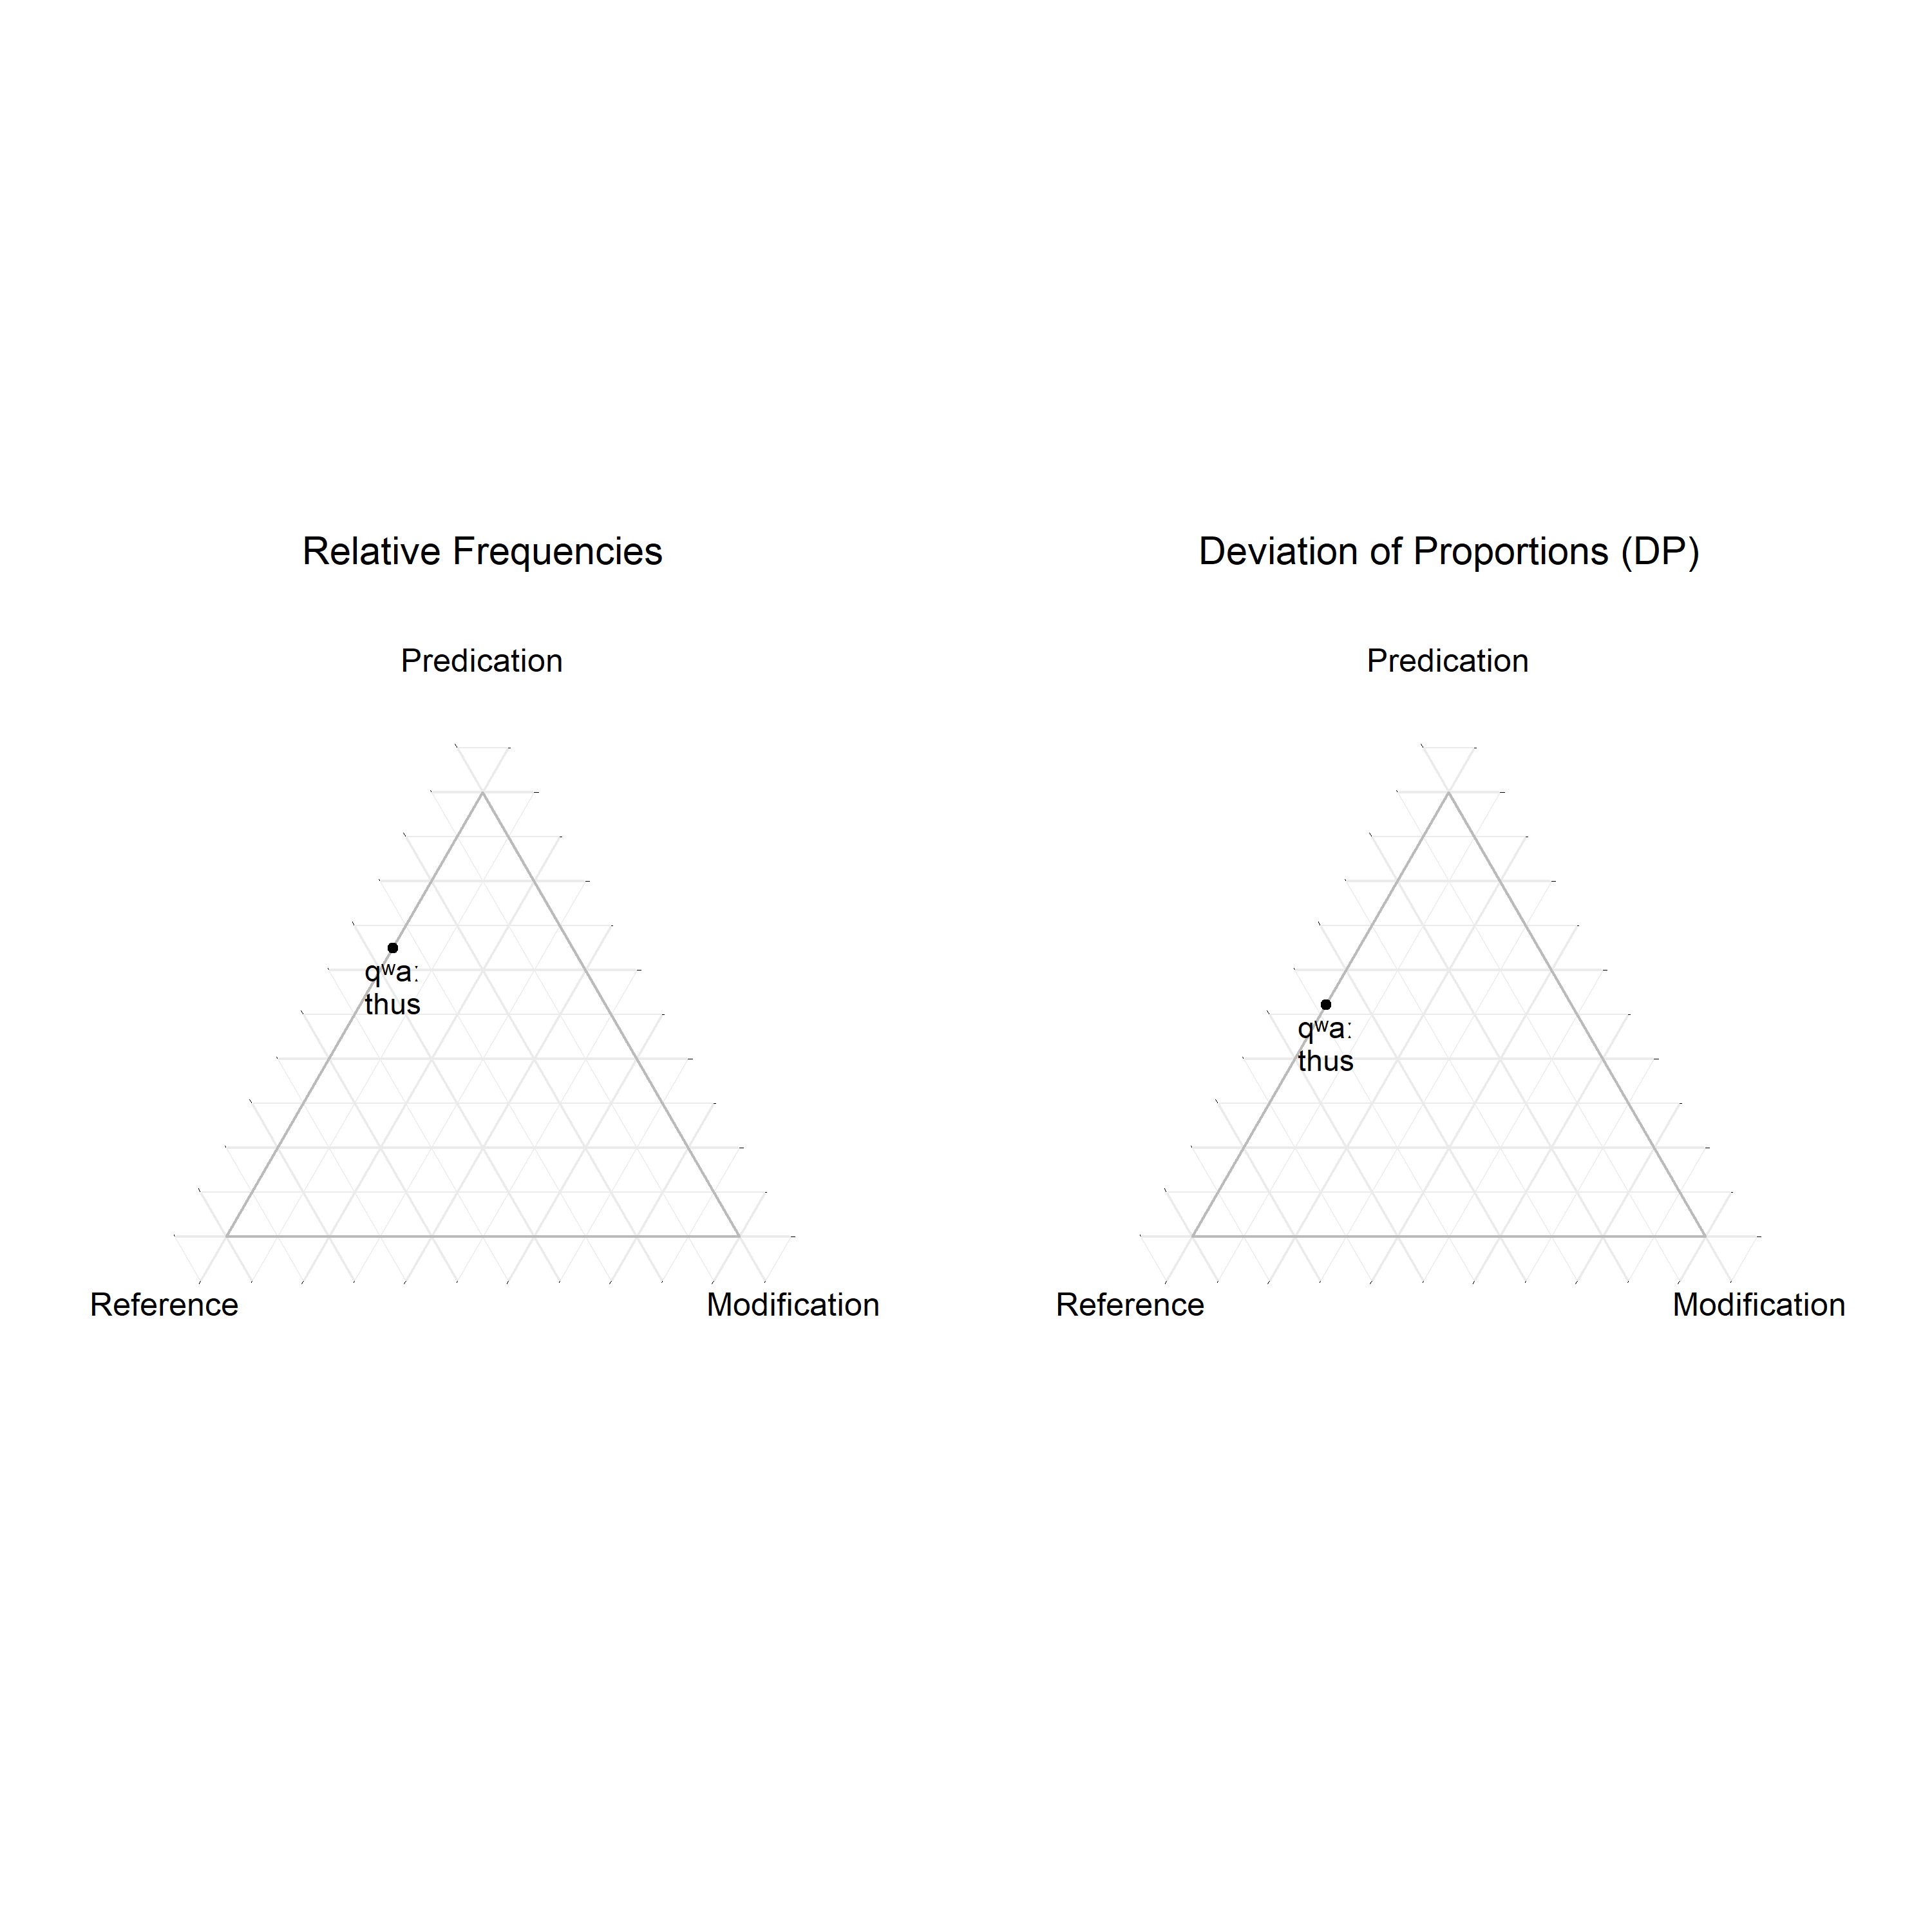 Relative Frequencies
Predication
qʷaː
thus
Reference
Modification
Deviation of Proportions (DP)
Predication
qʷaː
thus
Reference
Modification